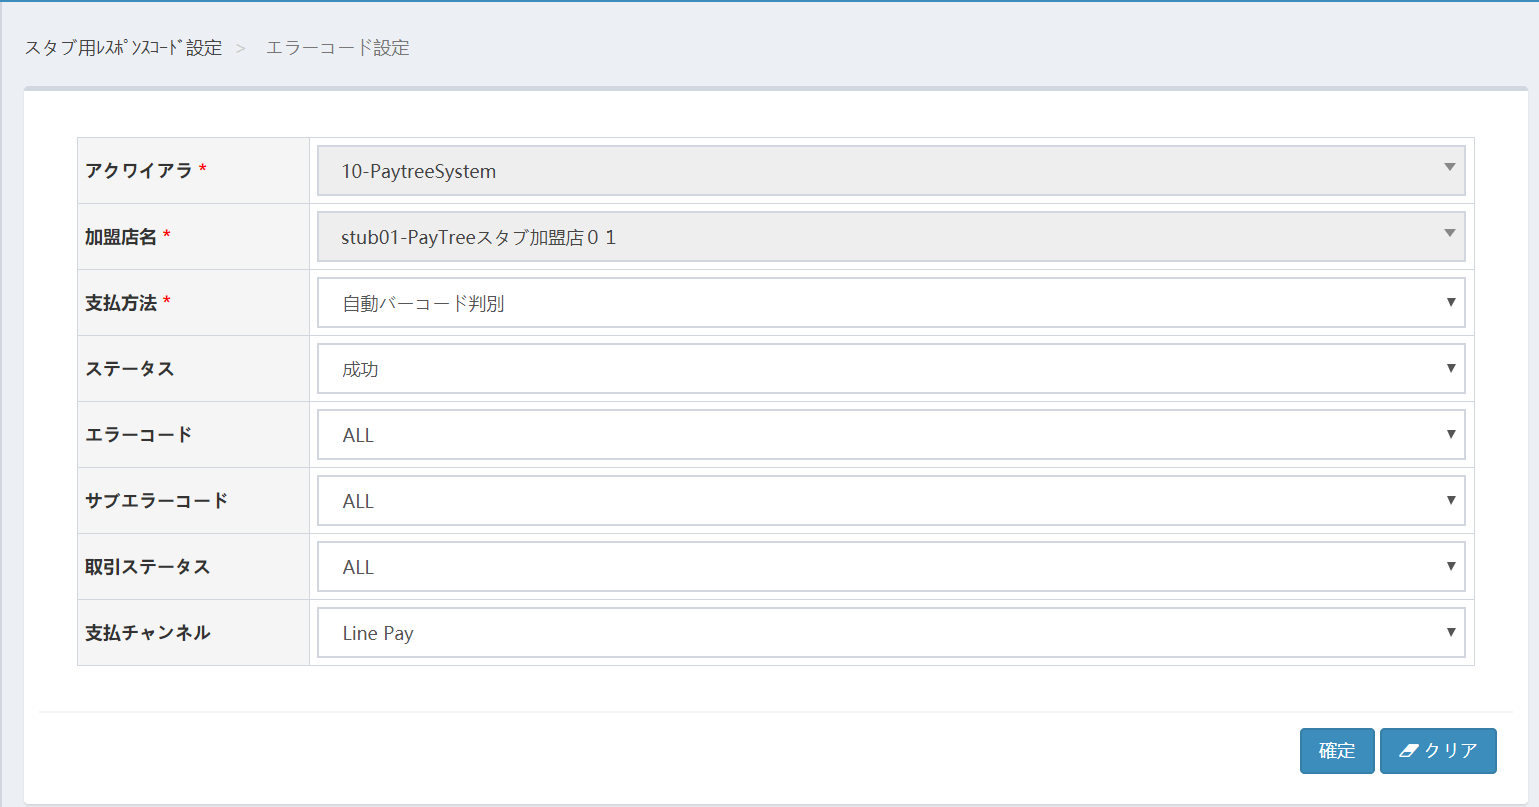 スタブ用ﾚｽﾎﾟﾝｽｺｰﾄﾞ設定 > エラーコード設定
アクワイアラ * 10-PaytreeSystem
加盟店名 * stub01-PayTreeスタブ加盟店０１
支払方法 * 自動バーコード判別
ステータス 成功
エラーコード ALL
サブエラーコード ALL
取引ステータス ALL
支払チャンネル Line Pay
確定 クリア